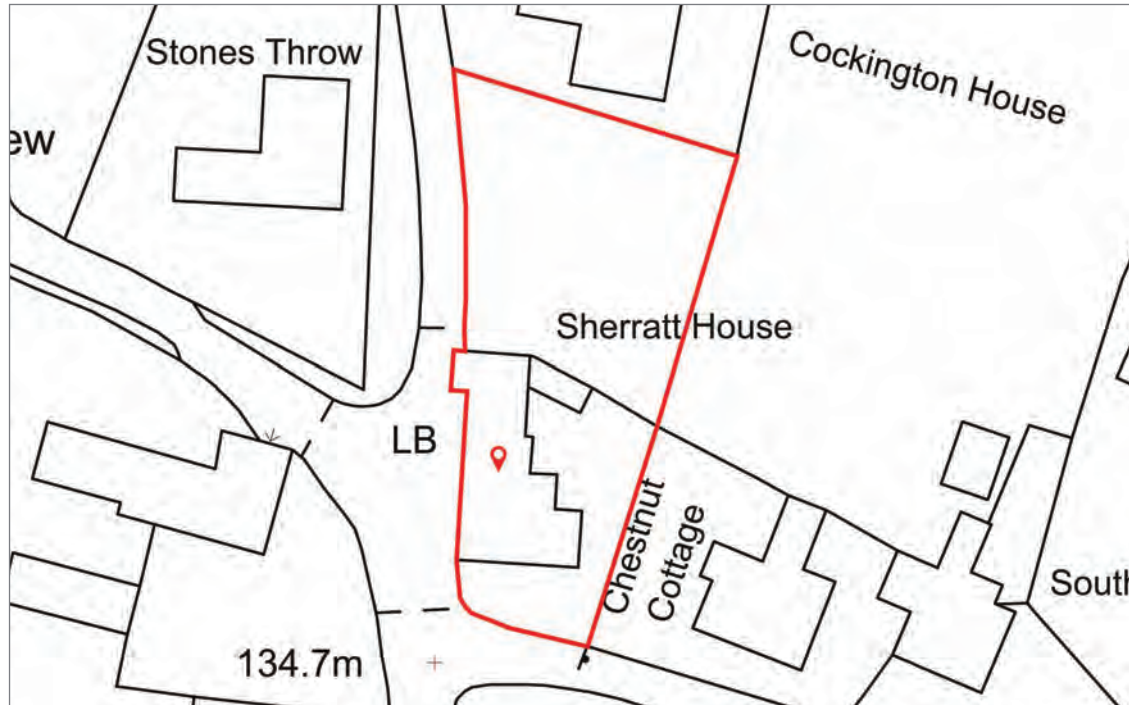 Stones Throw
Cockington House
ew
Sherratt House
LB
Chestnut
Cottage
South
134.7m